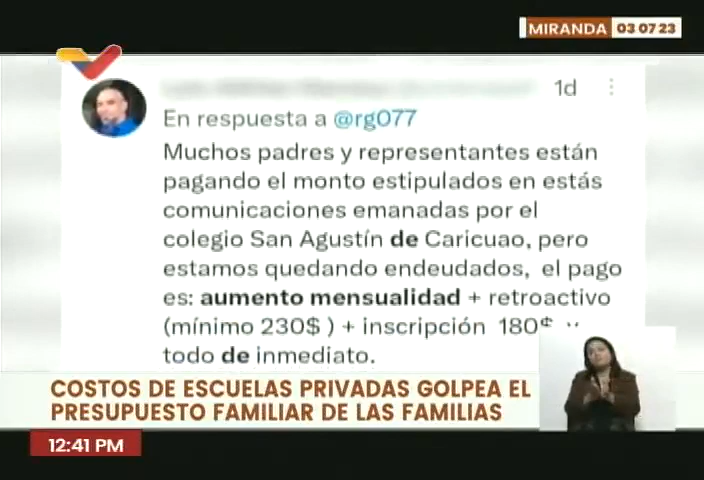 MIRANDA 03 07 23
1d
En respuesta a @rg077
Muchos padres y representantes están
pagando el monto estipulados en estás
comunicaciones emanadas por el
colegio San Agustín de Caricuao, pero
estamos quedando endeudados, el pago
es: aumento mensualidad + retroactivo
(mínimo 230$ ) + inscripción 180$ y
todo de inmediato.
COSTOS DE ESCUELAS PRIVADAS GOLPEA EL
PRESUPUESTO FAMILIAR DE LAS FAMILIAS
12:41 PM